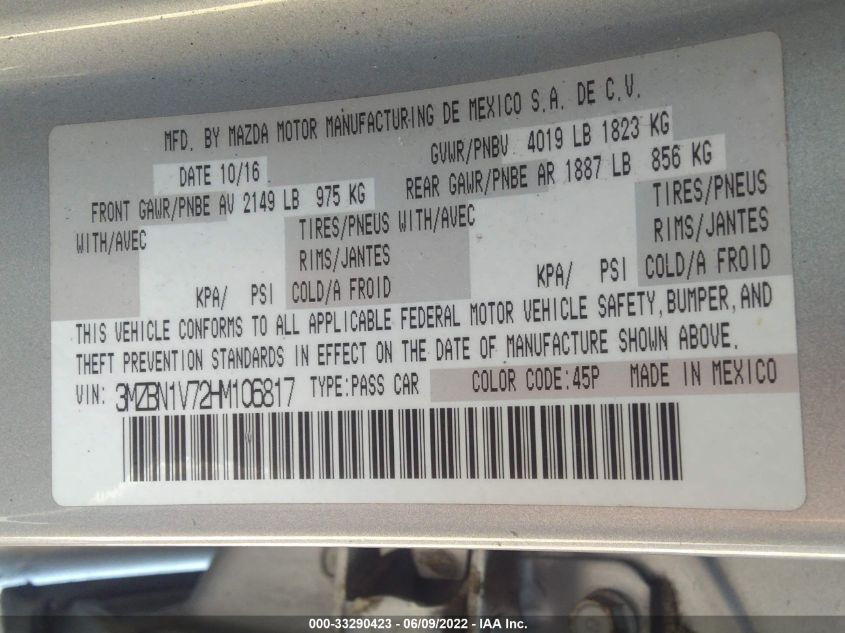 MFD. BY MAZDA MOTOR MANUFACTURING DE MEXICO S.A. DE C.V.
DATE 10/16 GVWR/PNBV 4019 LB 1823 KG
FRONT GAWR/PNBE AV 2149 LB 975 KG REAR GAWR/PNBE AR 1887 LB 856 KG
WITH/AVEC TIRES/PNEUS WITH/AVEC TIRES/PNEUS
RIMS/JANTES RIMS/JANTES
KPA/ PSI COLD/A FROID KPA/ PSI COLD/A FROID
THIS VEHICLE CONFORMS TO ALL APPLICABLE FEDERAL MOTOR VEHICLE SAFETY, BUMPER, AND
THEFT PREVENTION STANDARDS IN EFFECT ON THE DATE OF MANUFACTURE SHOWN ABOVE.
VIN: 3MZBN1V72HM106817 TYPE:PASS CAR COLOR CODE:45P MADE IN MEXICO
000-33290423 - 06/09/2022 - IAA Inc.